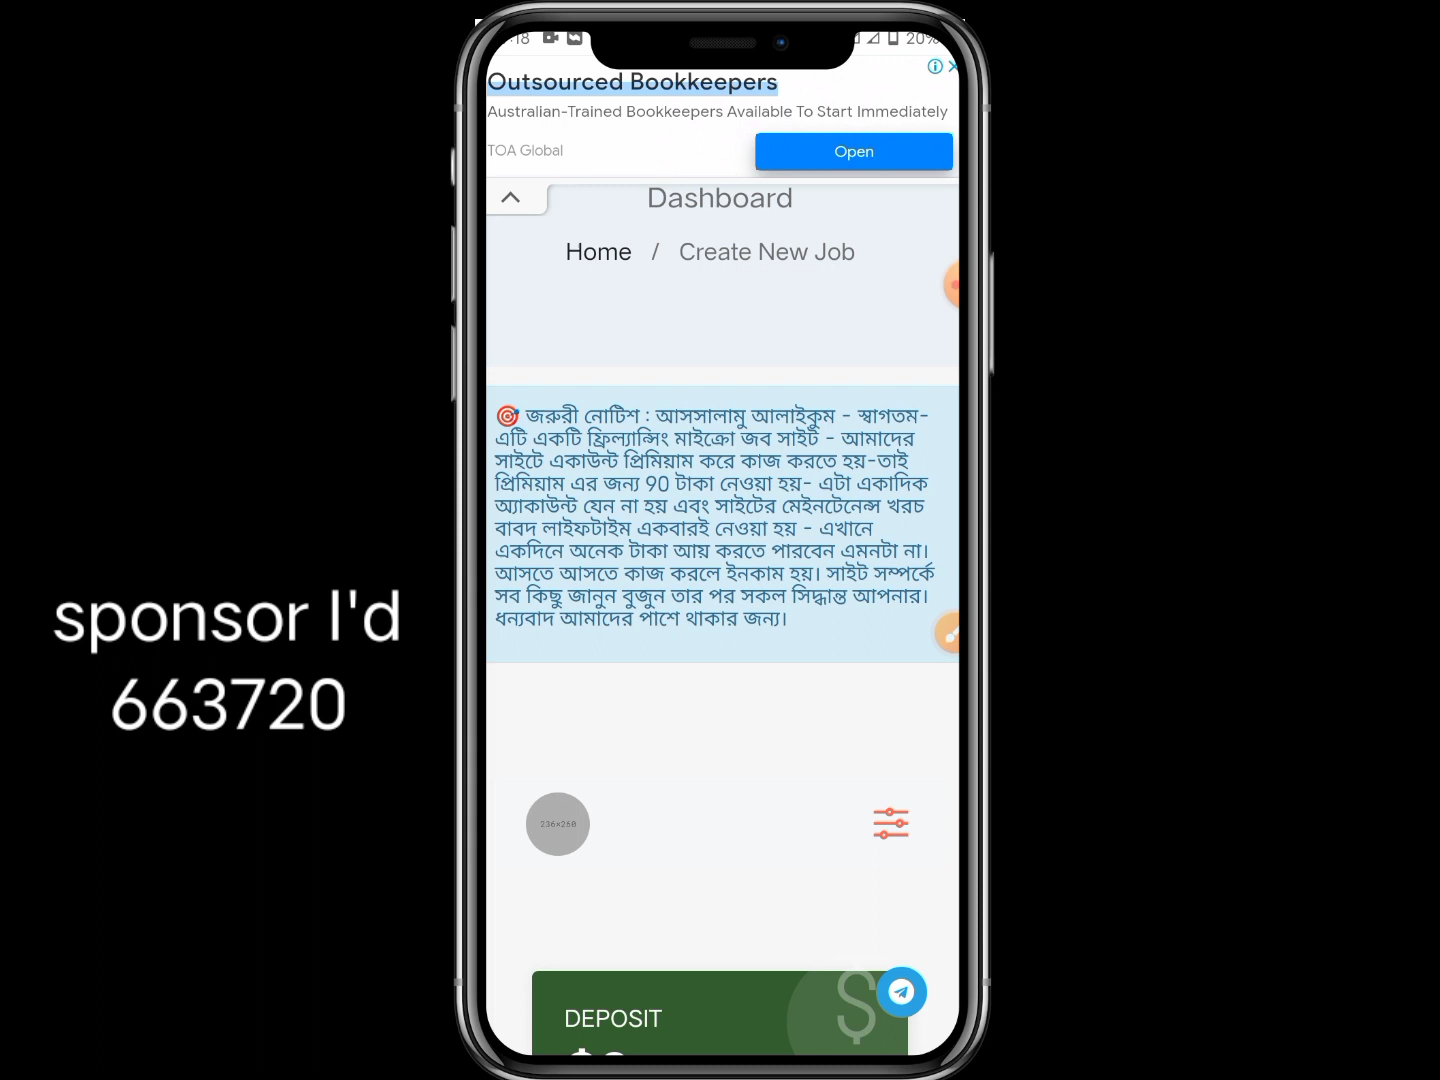 20%
Outsourced Bookkeepers
Australian-Trained Bookkeepers Available To Start Immediately
TOA Global
Open
Dashboard
Home / Create New Job
🎯 জরুরী নোটিশ : আসসালামু আলাইকুম - স্বাগতম-
এটি একটি ফ্রিল্যান্সিং মাইক্রো জব সাইট - আমাদের
সাইটে একাউন্ট প্রিমিয়াম করে কাজ করতে হয়-তাই
প্রিমিয়াম এর জন্য 90 টাকা নেওয়া হয়- এটা একাদিক
অ্যাকাউন্ট যেন না হয় এবং সাইটের মেইনটেনেন্স খরচ
বাবদ লাইফটাইম একবারই নেওয়া হয় - এখানে
একদিনে অনেক টাকা আয় করতে পারবেন এমনটা না।
আসতে আসতে কাজ করলে ইনকাম হয়। সাইট সম্পর্কে
সব কিছু জানুন বুজুন তার পর সকল সিদ্ধান্ত আপনার।
ধন্যবাদ আমাদের পাশে থাকার জন্য।
sponsor I'd
663720
236×260
DEPOSIT